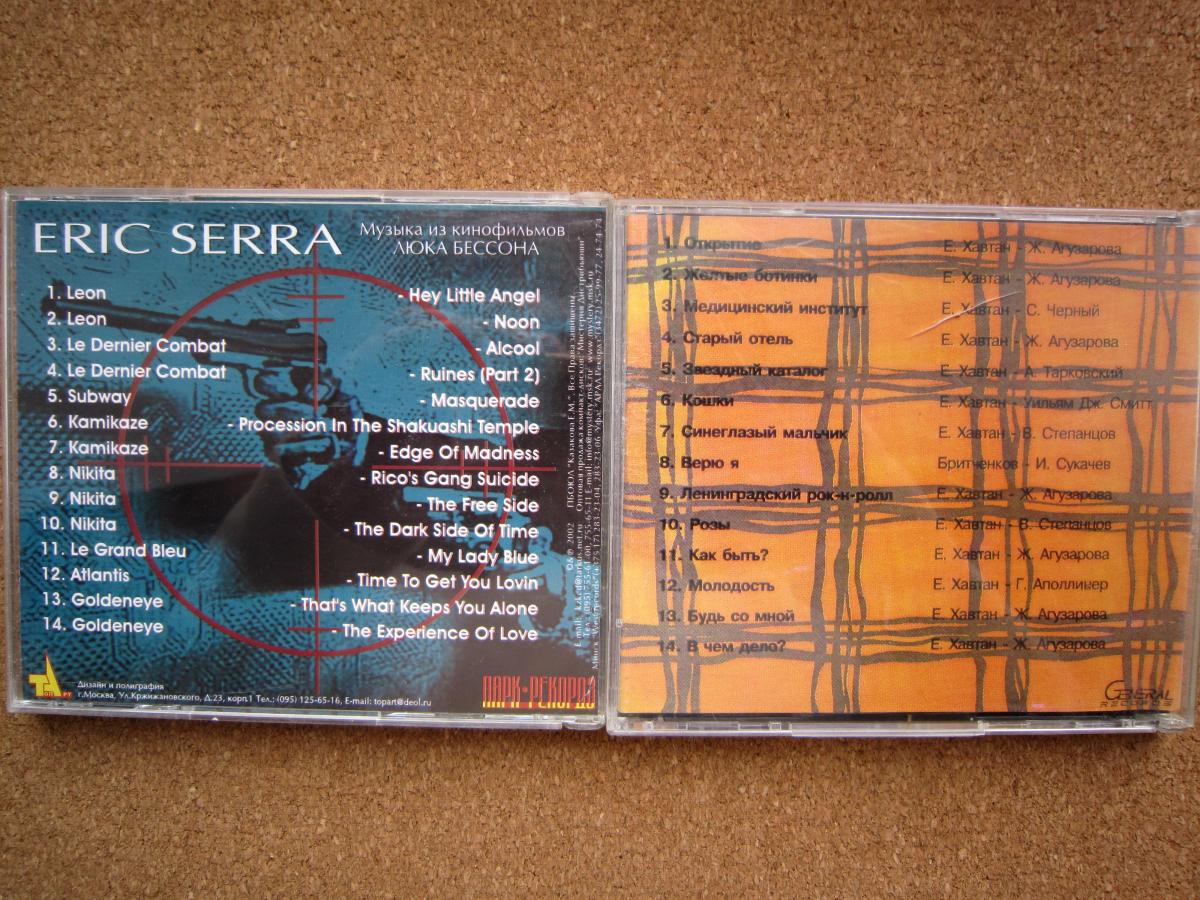 ERIC SERRA
Музыка из кинофильмов
ЛЮКА БЕССОНА
1. Leon - Hey Little Angel
2. Leon - Noon
3. Le Dernier Combat - Alcool
4. Le Dernier Combat - Ruines (Part 2)
5. Subway - Masquerade
6. Kamikaze - Procession In The Shakuashi Temple
7. Kamikaze - Edge Of Madness
8. Nikita - Rico's Gang Suicide
9. Nikita - The Free Side
10. Nikita - The Dark Side Of Time
11. Le Grand Bleu - My Lady Blue
12. Atlantis - Time To Get You Lovin
13. Goldeneye - That's What Keeps You Alone
14. Goldeneye - The Experience Of Love
Дизайн и полиграфия
г.Москва, Ул.Кржижановского, Д.23, корп.1 Тел.:(095) 125-65-16, E-mail: topart@deol.ru
ПАРК-РЕКОРДЗ
1. Открытие Е. Хавтан - Ж. Агузарова
2. Желтые ботинки Е. Хавтан - Ж. Агузарова
3. Медицинский институт Е. Хавтан - С. Черный
4. Старый отель Е. Хавтан - Ж. Агузарова
5. Звездный каталог Е. Хавтан - А. Тарковский
6. Кошки Е. Хавтан - Уильям Дж. Смитт
7. Синеглазый мальчик Е. Хавтан - В. Степанцов
8. Верю я Бритченков - И. Сукачев
9. Ленинградский рок-н-ролл Е. Хавтан - Ж. Агузарова
10. Розы Е. Хавтан - В. Степанцов
11. Как быть? Е. Хавтан - Ж. Агузарова
12. Молодость Е. Хавтан - Г. Аполлинер
13. Будь со мной Е. Хавтан - Ж. Агузарова
14. В чем дело? Е. Хавтан - Ж. Агузарова
GENERAL
RECORDS